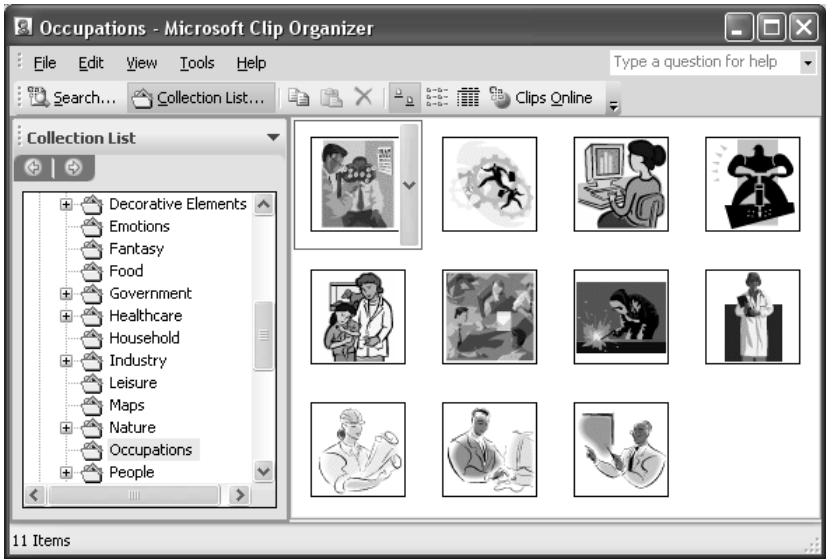 Occupations - Microsoft Clip Organizer
File Edit View Tools Help Type a question for help
Search... Collection List... Clips Online
Collection List
Decorative Elements
Emotions
Fantasy
Food
Government
Healthcare
Household
Industry
Leisure
Maps
Nature
Occupations
People
11 Items